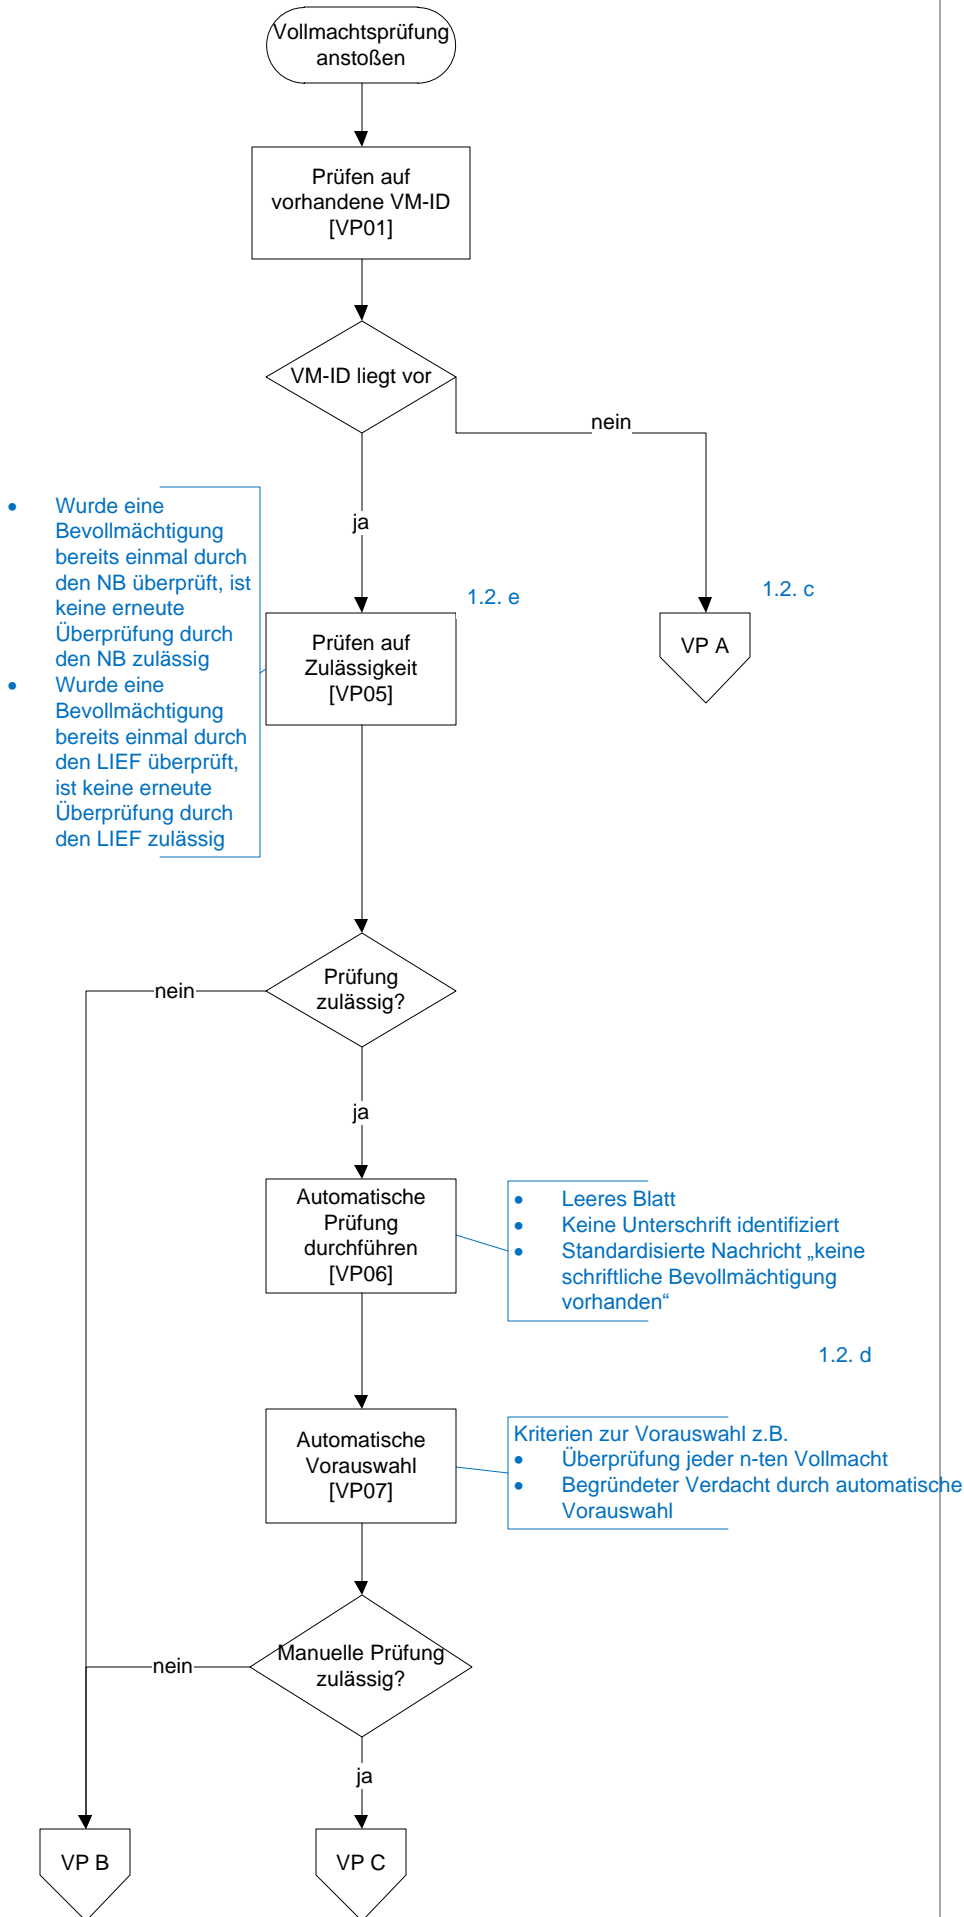 Vollmachtsprüfung
anstoßen
Prüfen auf
vorhandene VM-ID
[VP01]
VM-ID liegt vor
nein
ja
• Wurde eine
Bevollmächtigung
bereits einmal durch
den NB überprüft, ist
keine erneute
Überprüfung durch
den NB zulässig
• Wurde eine
Bevollmächtigung
bereits einmal durch
den LIEF überprüft,
ist keine erneute
Überprüfung durch
den LIEF zulässig
1.2. e
Prüfen auf
Zulässigkeit
[VP05]
1.2. c
VP A
Prüfung
zulässig?
nein
ja
Automatische
Prüfung
durchführen
[VP06]
• Leeres Blatt
• Keine Unterschrift identifiziert
• Standardisierte Nachricht „keine
schriftliche Bevollmächtigung
vorhanden“
1.2. d
Automatische
Vorauswahl
[VP07]
Kriterien zur Vorauswahl z.B.
• Überprüfung jeder n-ten Vollmacht
• Begründeter Verdacht durch automatische
Vorauswahl
Manuelle Prüfung
zulässig?
nein
ja
VP B
VP C